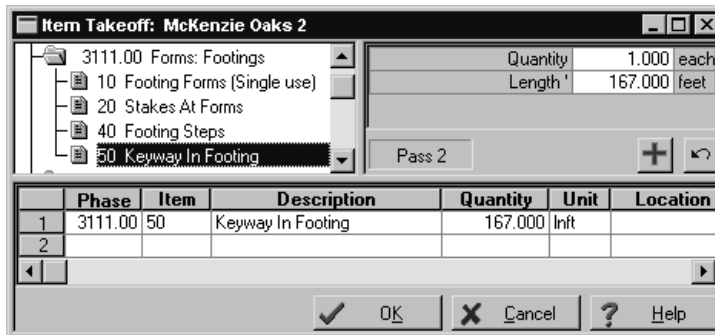 Item Takeoff: McKenzie Oaks 2
3111.00 Forms: Footings
10 Footing Forms (Single use)
20 Stakes At Forms
40 Footing Steps
50 Keyway In Footing
Quantity 1.000 each
Length ' 167.000 feet
Pass 2
Phase Item Description Quantity Unit Location
1 3111.00 50 Keyway In Footing 167.000 lnft
2
OK Cancel Help